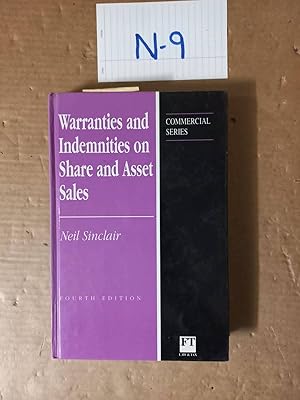 N-9
Warranties and
Indemnities on
Share and Asset
Sales
COMMERCIAL
SERIES
Neil Sinclair
FOURTH EDITION
FT
LAW & TAX